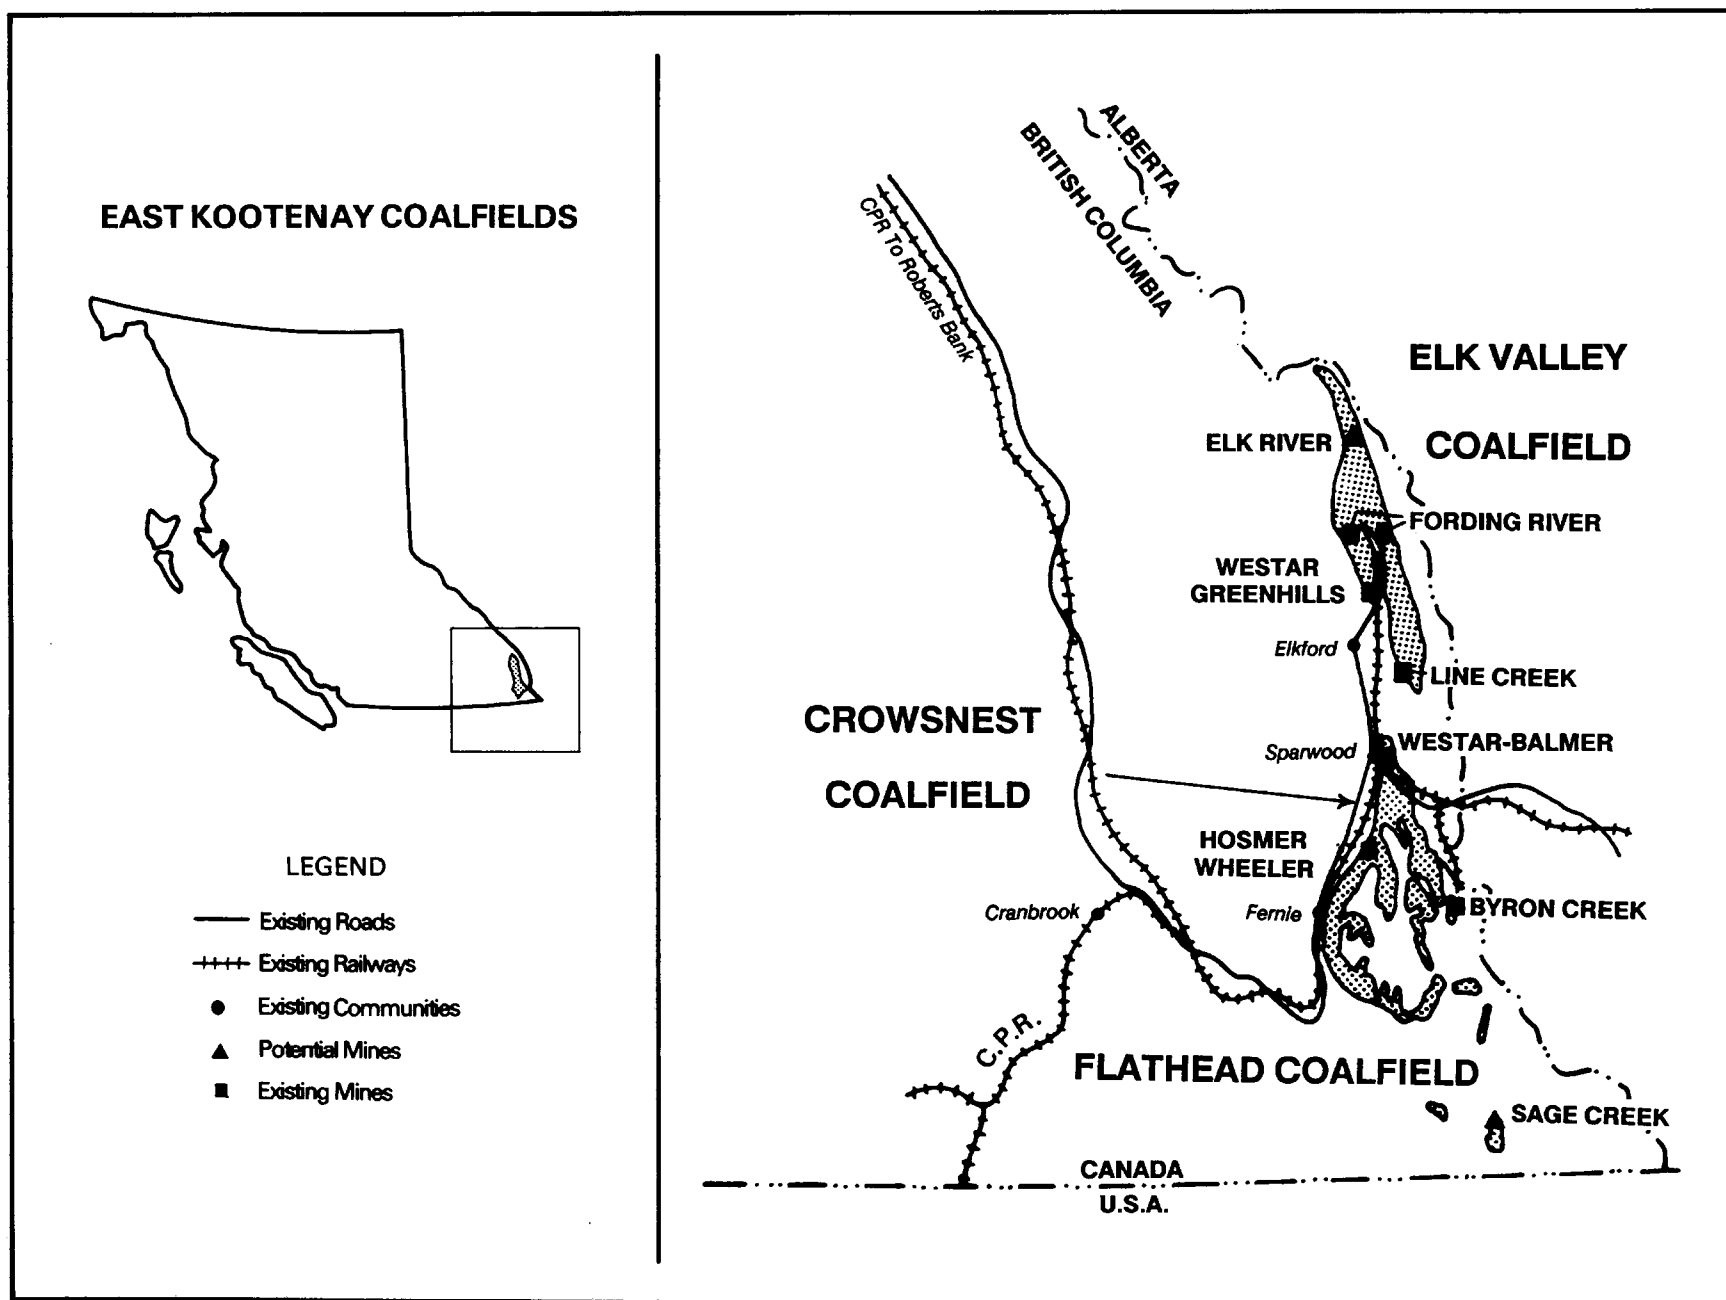 EAST KOOTENAY COALFIELDS
LEGEND
Existing Roads
Existing Railways
Existing Communities
Potential Mines
Existing Mines
ALBERTA
BRITISH COLUMBIA
CPR To Roberts Bank
ELK VALLEY
COALFIELD
ELK RIVER
FORDING RIVER
WESTAR
GREENHILLS
Elkford
LINE CREEK
CROWSNEST
COALFIELD
Sparwood
WESTAR-BALMER
HOSMER
WHEELER
Cranbrook
Fernie
BYRON CREEK
C.P.R.
FLATHEAD COALFIELD
SAGE CREEK
CANADA
U.S.A.